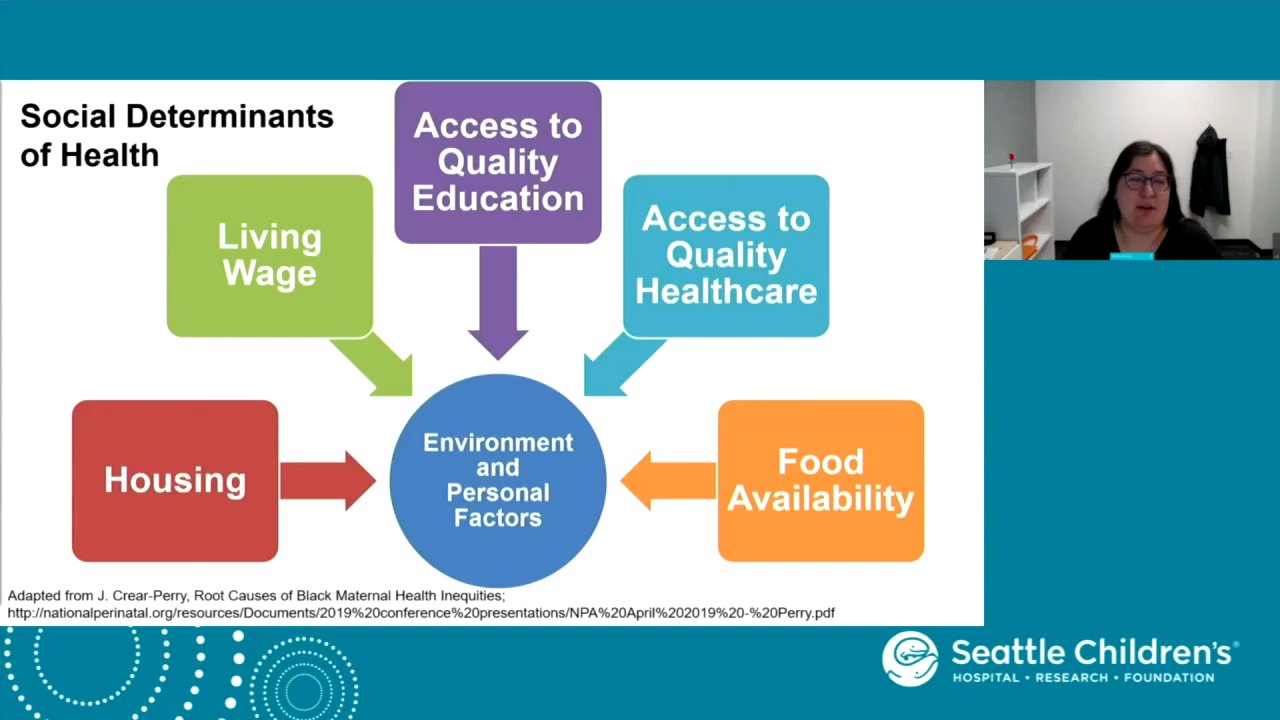 Social Determinants
of Health
Access to
Quality
Education
Living
Wage
Access to
Quality
Healthcare
Housing
Environment
and
Personal
Factors
Food
Availability
Adapted from J. Crear-Perry, Root Causes of Black Maternal Health Inequities;
http://nationalperinatal.org/resources/Documents/2019%20conference%20presentations/NPA%20April%202019%20-%20Perry.pdf
Seattle Children's®
HOSPITAL • RESEARCH • FOUNDATION